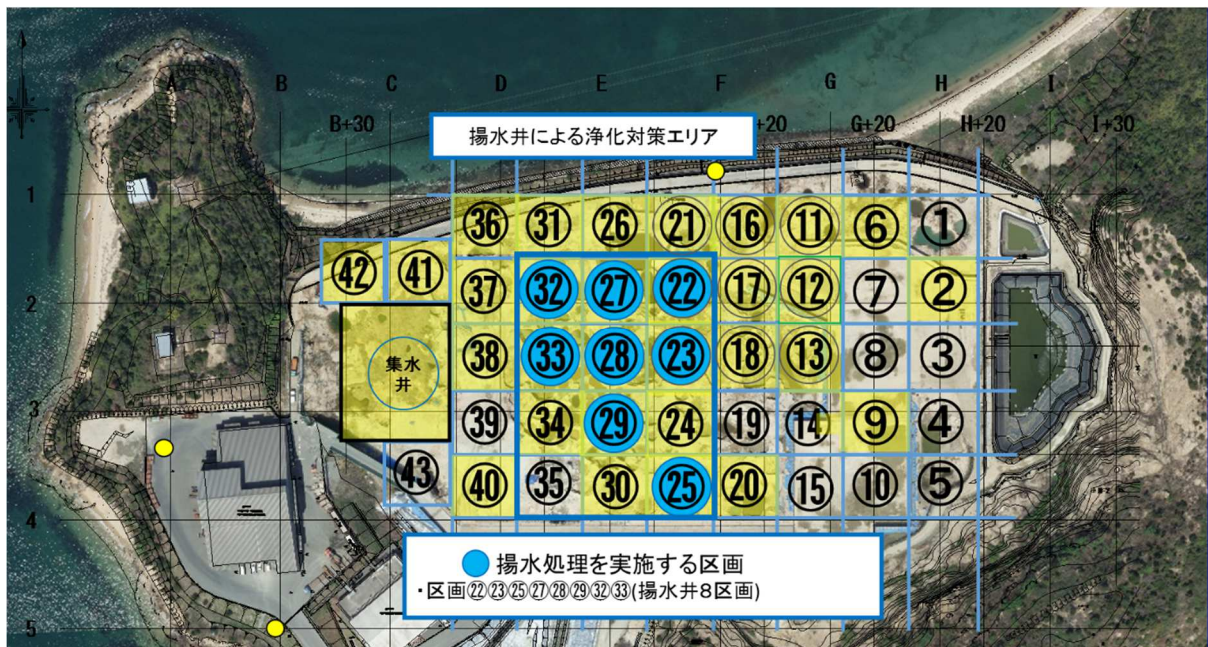 A B C D E F G H I
B+30 +20 G+20 H+20 I+30
揚水井による浄化対策エリア
1
㊱ ㉛ ㉖ ㉑ ⑯ ⑪ ⑥ ①
㊷ ㊶
2
㊲ ㉜ ㉗ ㉒ ⑰ ⑫ ⑦ ②
㊳ ㉝ ㉘ ㉓ ⑱ ⑬ ⑧ ③
集水
井
3
㊴ ㉞ ㉙ ㉔ ⑲ ⑭ ⑨ ④
㊸ ㊵ ㉟ ㉚ ㉕ ⑳ ⑮ ⑩ ⑤
4
揚水処理を実施する区画
・区画㉒㉓㉕㉗㉘㉙㉜㉝(揚水井8区画)
5